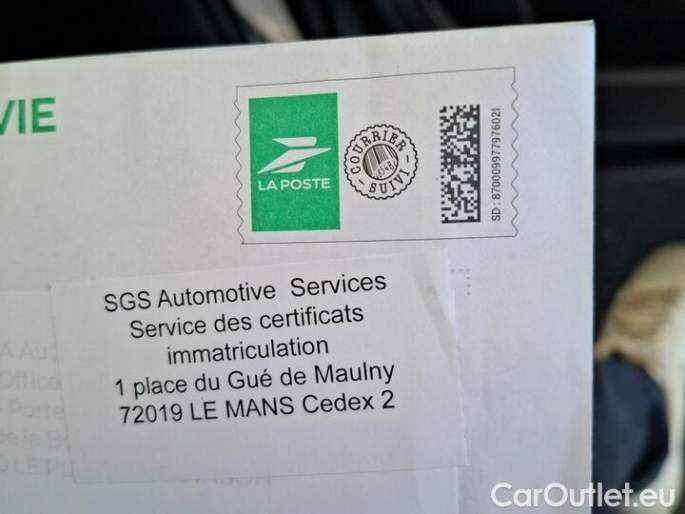 VIE
LA POSTE
COURRIER
SUIVI
SD : 87000997797602I
SGS Automotive Services
Service des certificats
immatriculation
1 place du Gué de Maulny
72019 LE MANS Cedex 2
CarOutlet.eu